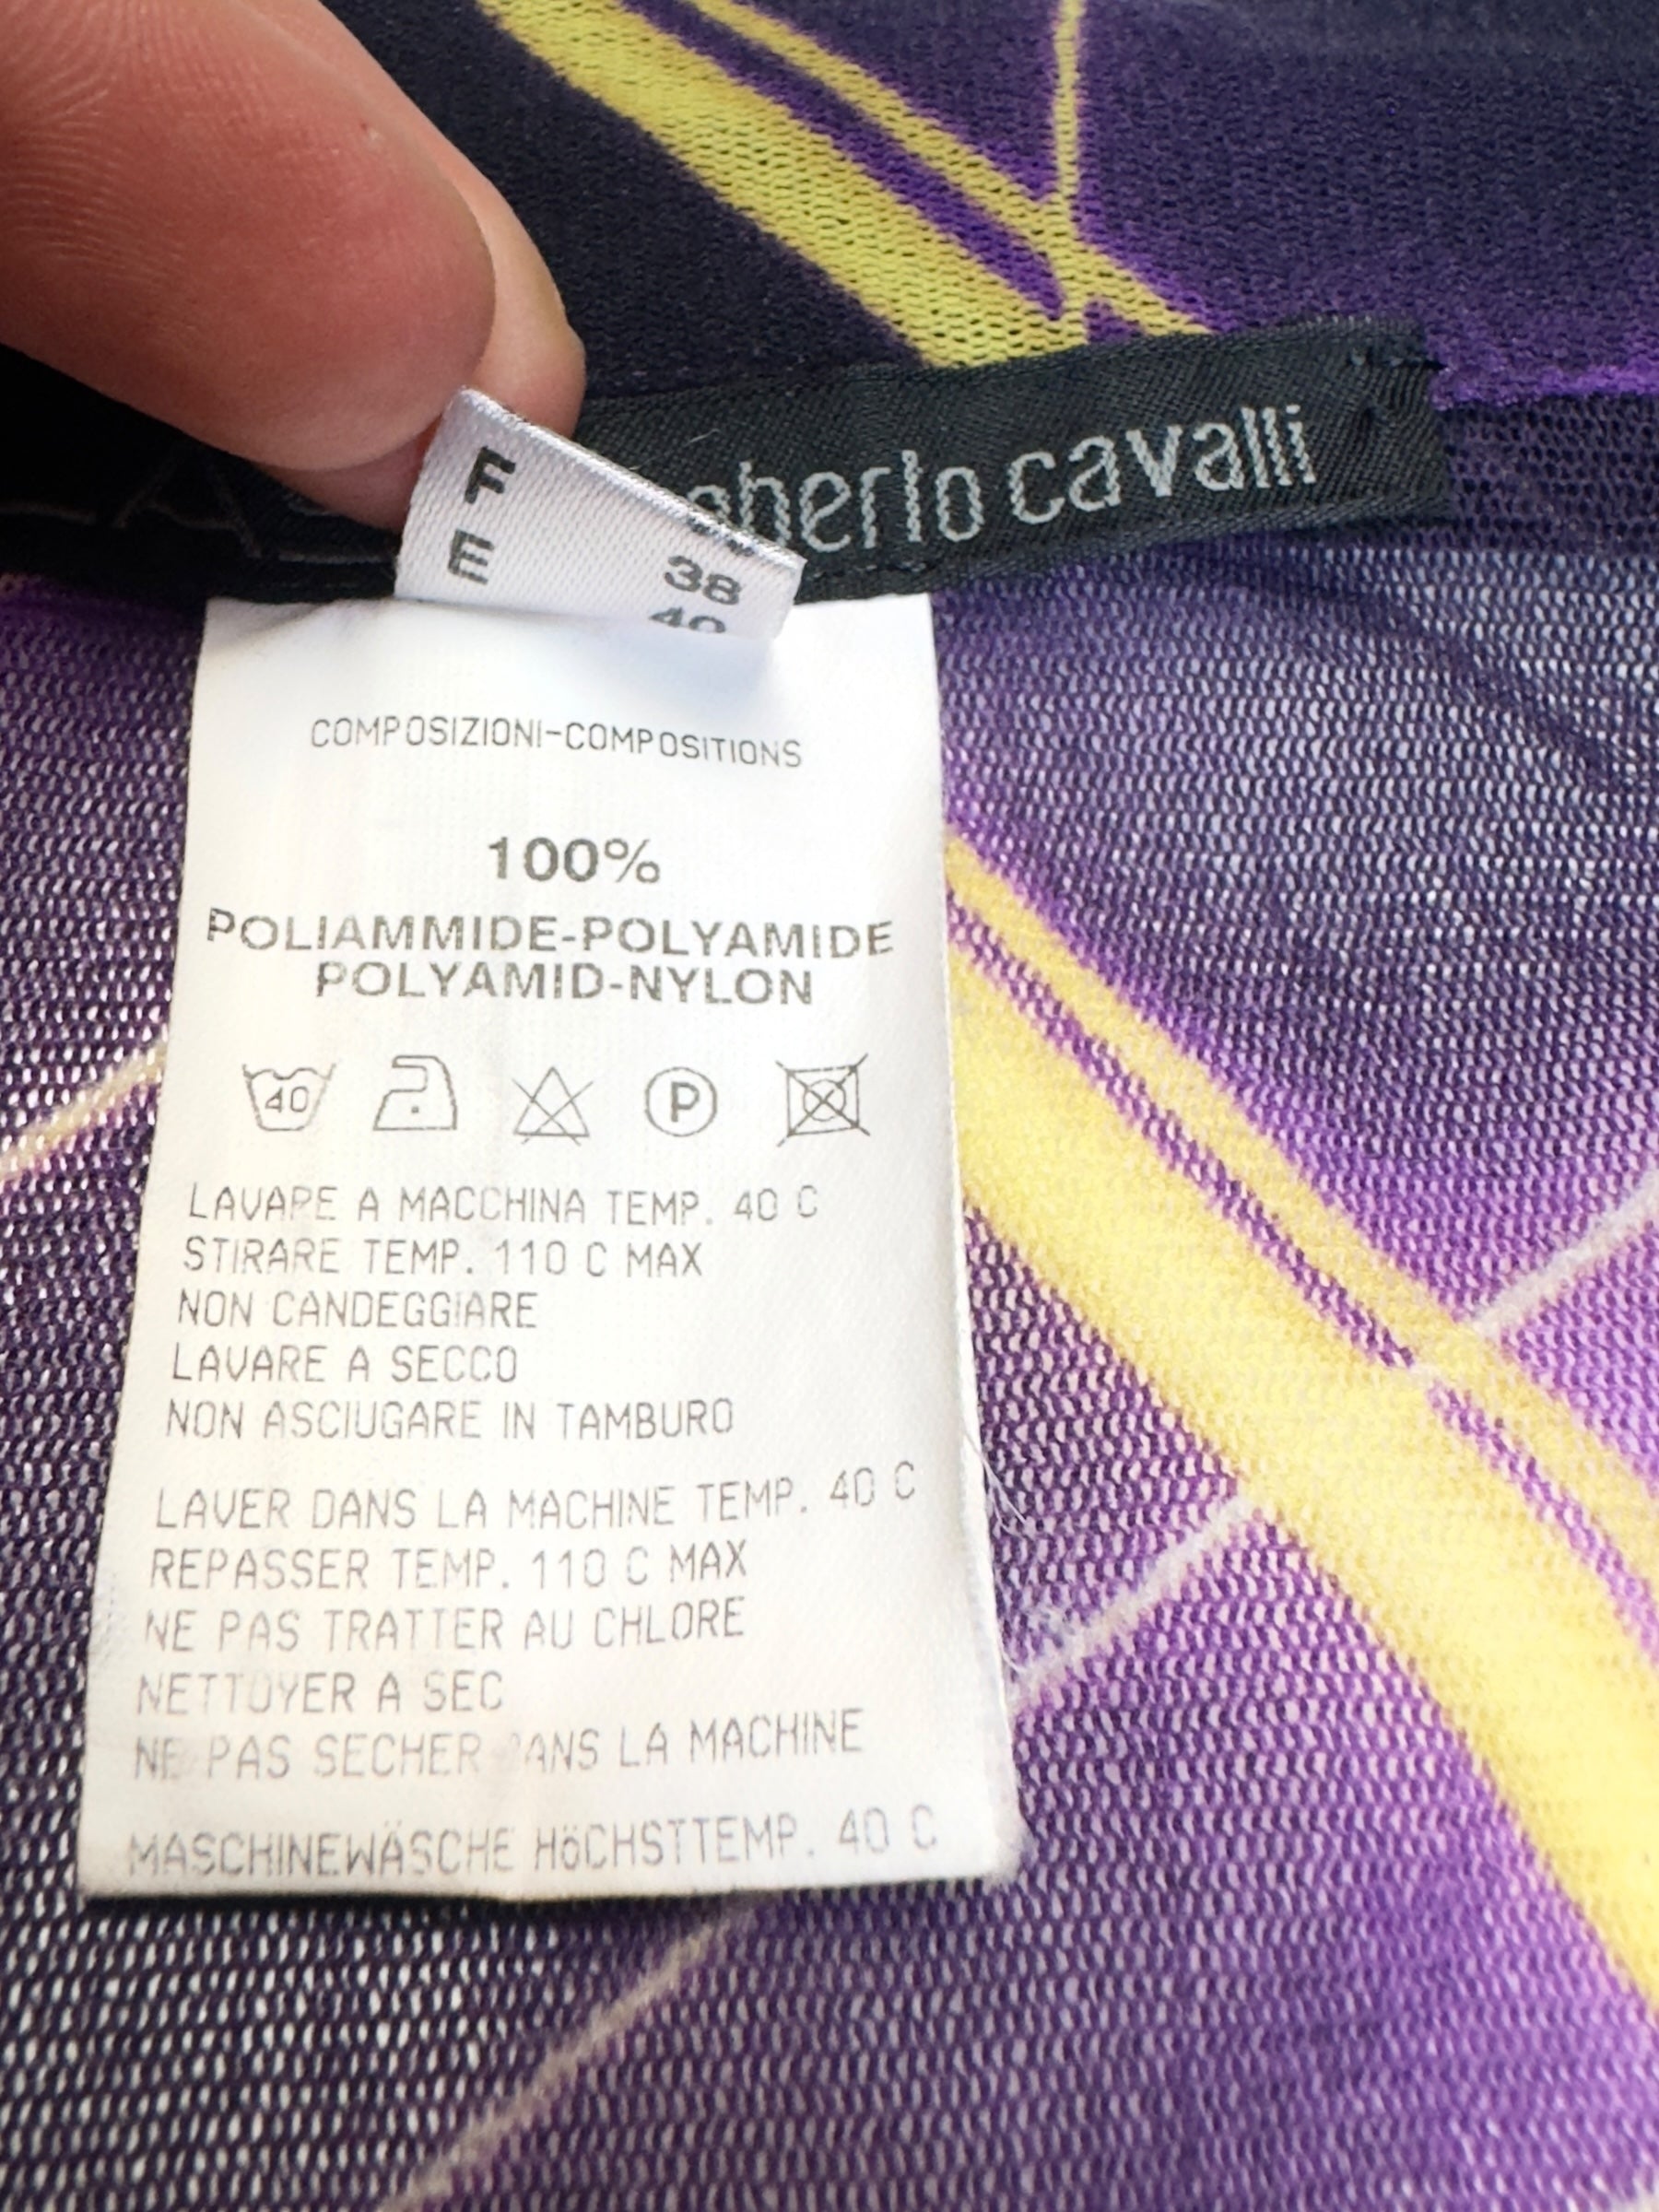 roberto cavalli
F 38
E 40
COMPOSIZIONI-COMPOSITIONS
100%
POLIAMMIDE-POLYAMIDE
POLYAMID-NYLON
40 P
LAVARE A MACCHINA TEMP. 40 C
STIRARE TEMP. 110 C MAX
NON CANDEGGIARE
LAVARE A SECCO
NON ASCIUGARE IN TAMBURO
LAVER DANS LA MACHINE TEMP. 40 C
REPASSER TEMP. 110 C MAX
NE PAS TRATTER AU CHLORE
NETTOYER A SEC
NE PAS SECHER DANS LA MACHINE
MASCHINEWÄSCHE HöCHSTTEMP. 40 C